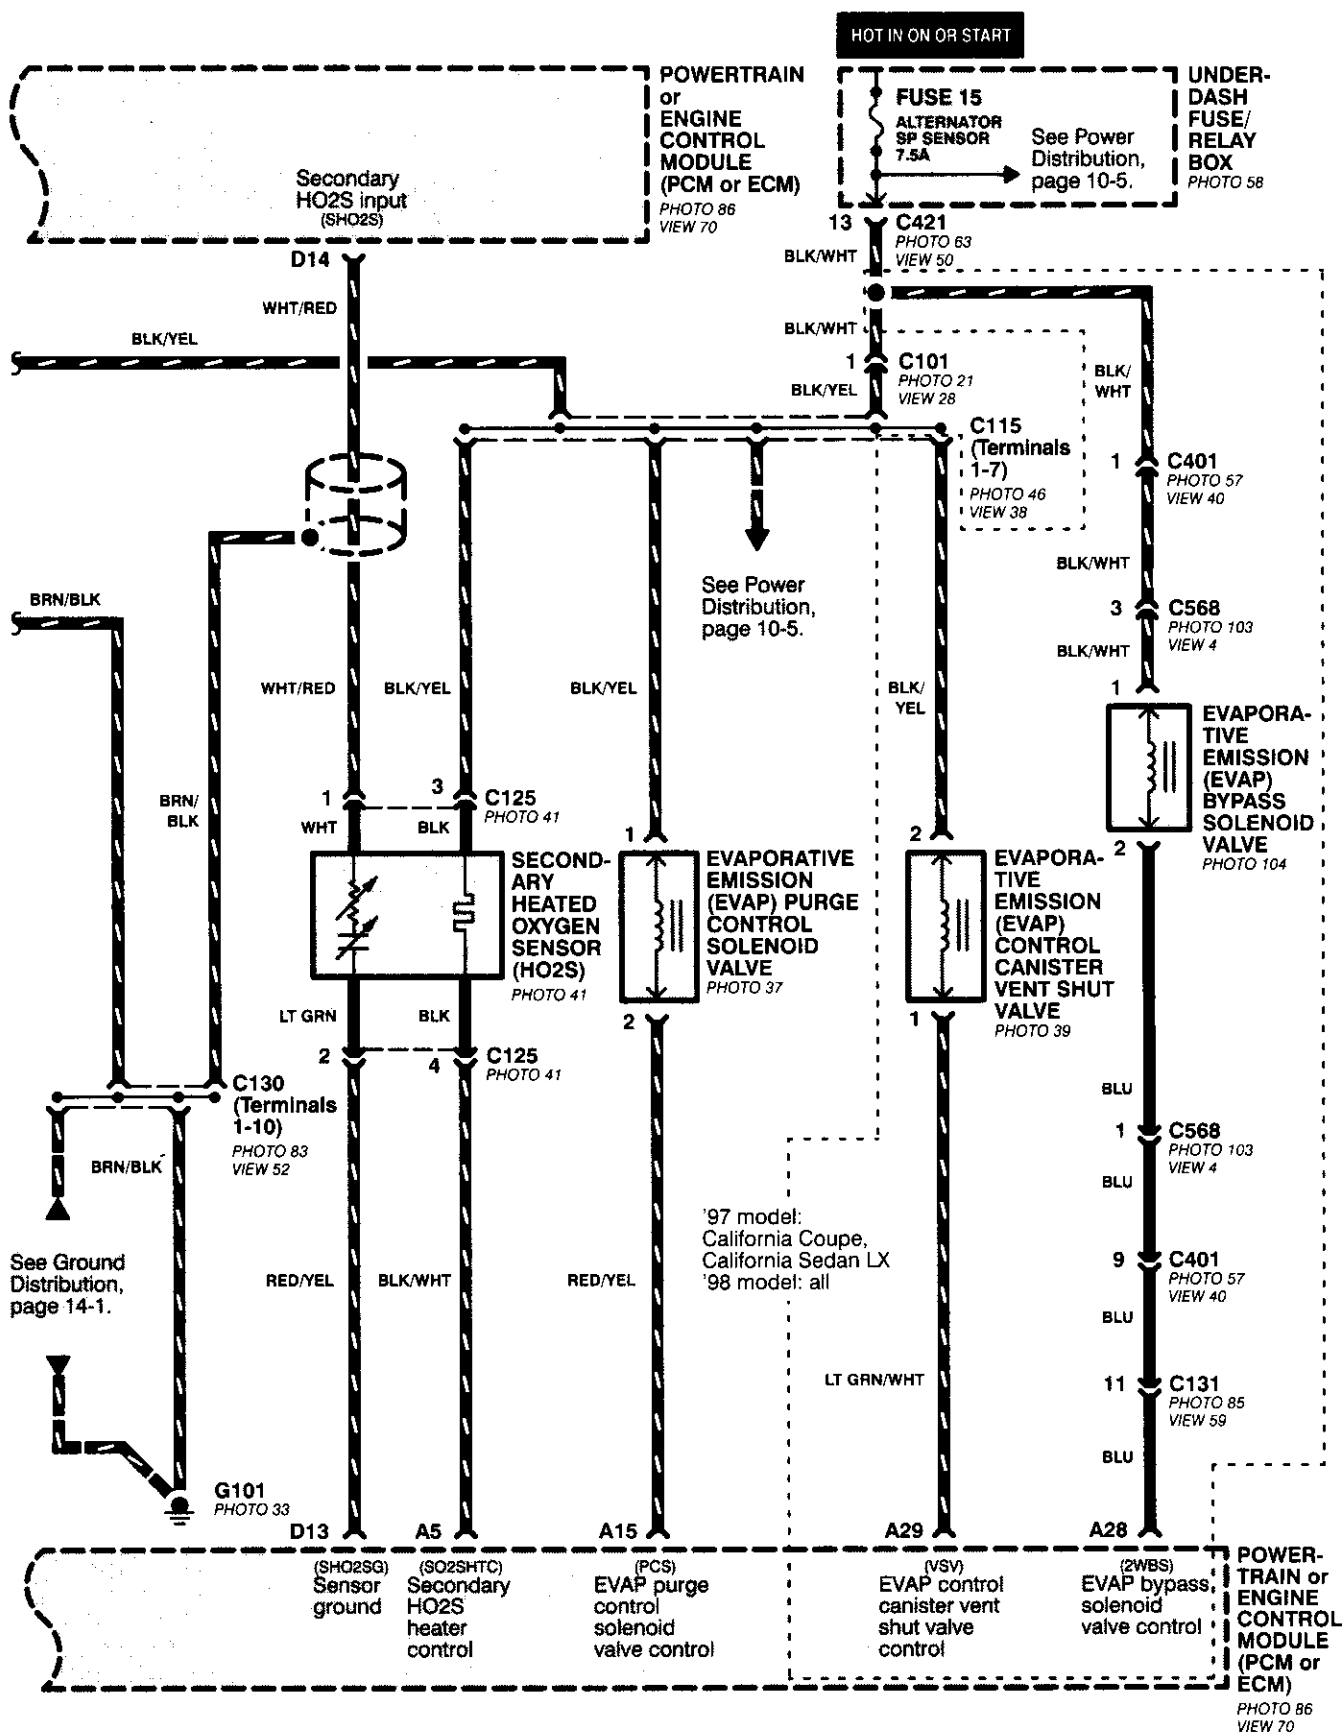 HOT IN ON OR START
POWERTRAIN
or
ENGINE
CONTROL
MODULE
(PCM or ECM)
PHOTO 86
VIEW 70
Secondary
HO2S input
(SHO2S)
FUSE 15
ALTERNATOR
SP SENSOR
7.5A
See Power
Distribution,
page 10-5.
UNDER-
DASH
FUSE/
RELAY
BOX
PHOTO 58
D14
13 C421
PHOTO 63
VIEW 50
BLK/WHT
WHT/RED
BLK/YEL
BLK/WHT
1 C101
PHOTO 21
VIEW 28
BLK/YEL
BLK/
WHT
C115
(Terminals
1-7)
PHOTO 46
VIEW 38
1 C401
PHOTO 57
VIEW 40
BLK/WHT
See Power
Distribution,
page 10-5.
BRN/BLK
3 C568
PHOTO 103
VIEW 4
BLK/WHT
WHT/RED
BLK/YEL
BLK/YEL
BLK/
YEL
1
EVAPORA-
TIVE
EMISSION
(EVAP)
BYPASS
SOLENOID
VALVE
PHOTO 104
2
BRN/
BLK
1
3 C125
PHOTO 41
WHT
BLK
1
2
SECOND-
ARY
HEATED
OXYGEN
SENSOR
(HO2S)
PHOTO 41
EVAPORATIVE
EMISSION
(EVAP) PURGE
CONTROL
SOLENOID
VALVE
PHOTO 37
EVAPORA-
TIVE
EMISSION
(EVAP)
CONTROL
CANISTER
VENT SHUT
VALVE
PHOTO 39
LT GRN
BLK
2
1
2
4 C125
PHOTO 41
C130
(Terminals
1-10)
PHOTO 83
VIEW 52
BLU
1 C568
PHOTO 103
VIEW 4
BRN/BLK
BLU
'97 model:
California Coupe,
California Sedan LX
'98 model: all
See Ground
Distribution,
page 14-1.
RED/YEL
BLK/WHT
RED/YEL
9 C401
PHOTO 57
VIEW 40
BLU
LT GRN/WHT
11 C131
PHOTO 85
VIEW 59
BLU
G101
PHOTO 33
D13
A5
A15
A29
A28
(SHO2SG)
Sensor
ground
(SO2SHTC)
Secondary
HO2S
heater
control
(PCS)
EVAP purge
control
solenoid
valve control
(VSV)
EVAP control
canister vent
shut valve
control
(2WBS)
EVAP bypass
solenoid
valve control
POWER-
TRAIN or
ENGINE
CONTROL
MODULE
(PCM or
ECM)
PHOTO 86
VIEW 70